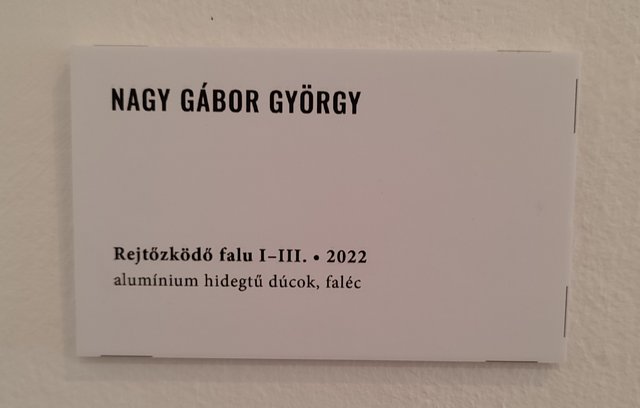 NAGY GÁBOR GYÖRGY
Rejtőzködő falu I–III. • 2022
alumínium hidegtű dúcok, faléc